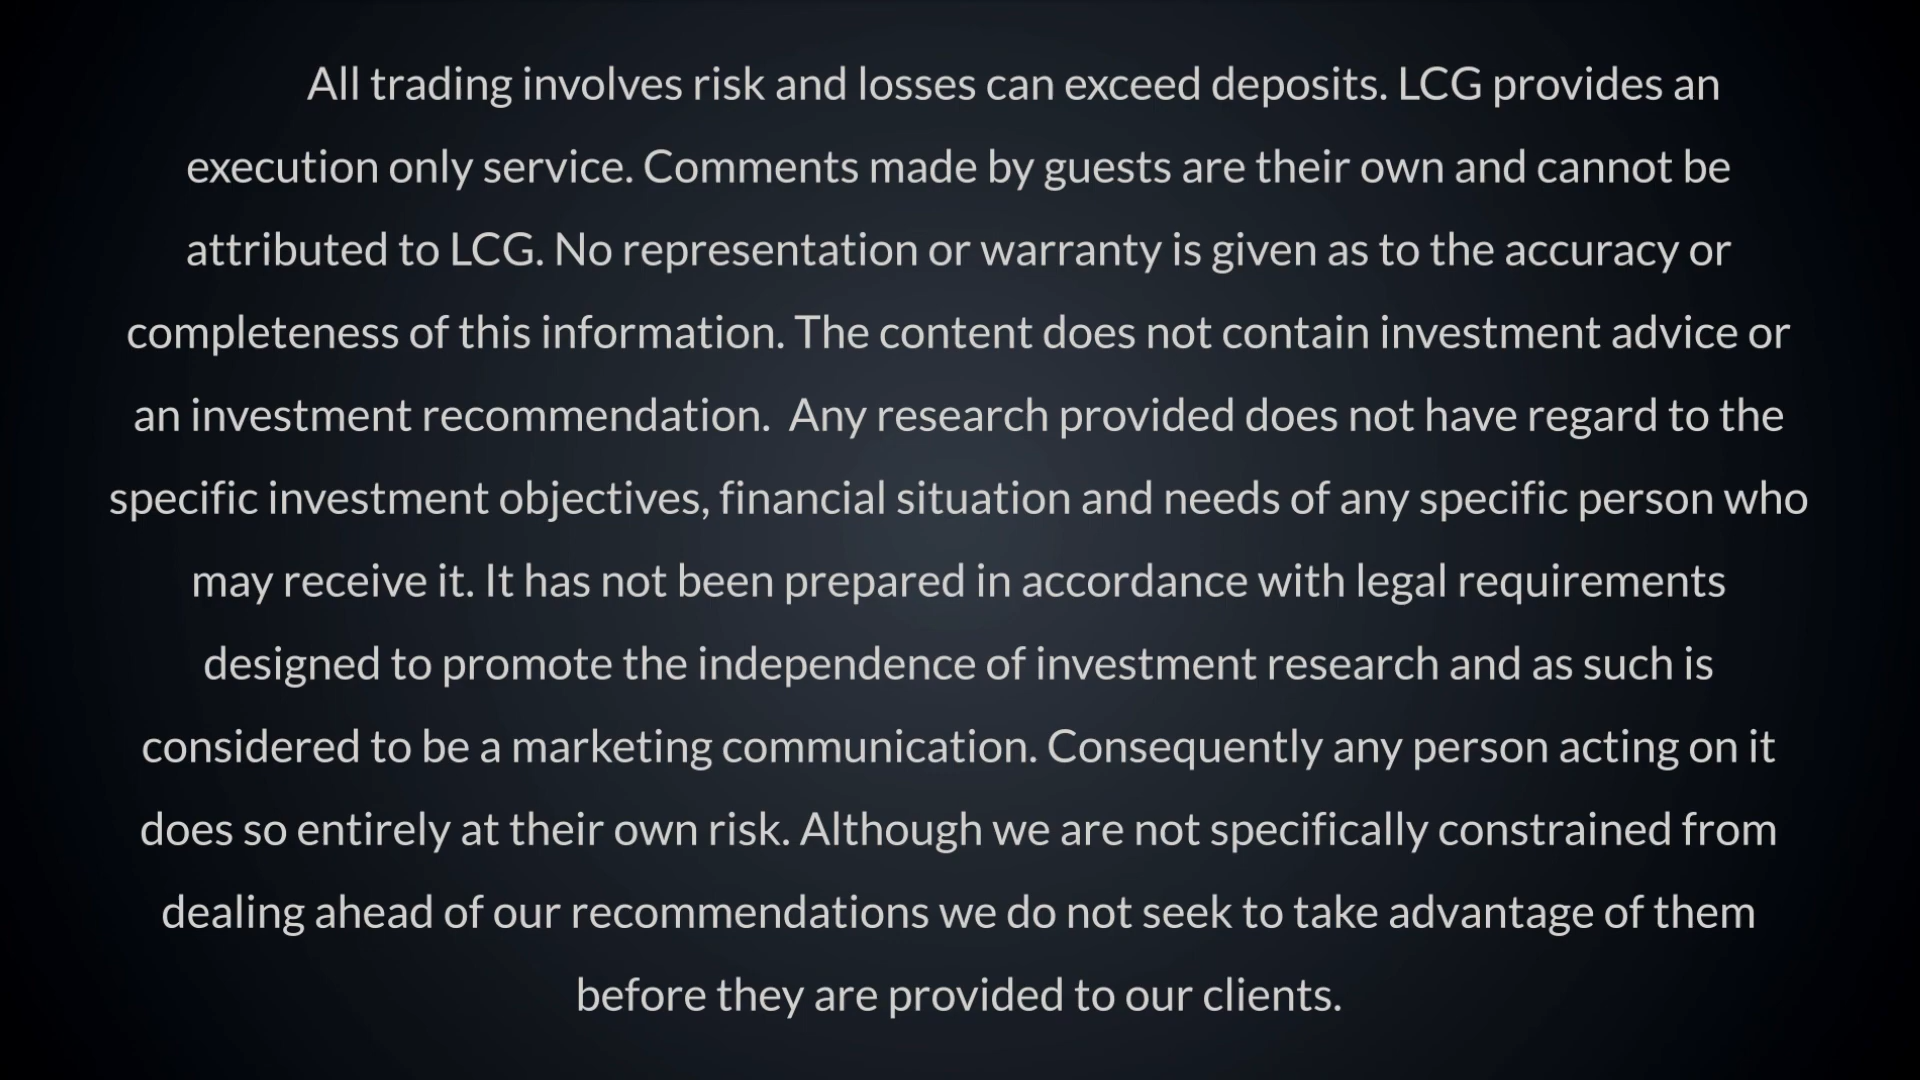 All trading involves risk and losses can exceed deposits. LCG provides an
execution only service. Comments made by guests are their own and cannot be
attributed to LCG. No representation or warranty is given as to the accuracy or
completeness of this information. The content does not contain investment advice or
an investment recommendation.  Any research provided does not have regard to the
specific investment objectives, financial situation and needs of any specific person who
may receive it. It has not been prepared in accordance with legal requirements
designed to promote the independence of investment research and as such is
considered to be a marketing communication. Consequently any person acting on it
does so entirely at their own risk. Although we are not specifically constrained from
dealing ahead of our recommendations we do not seek to take advantage of them
before they are provided to our clients.